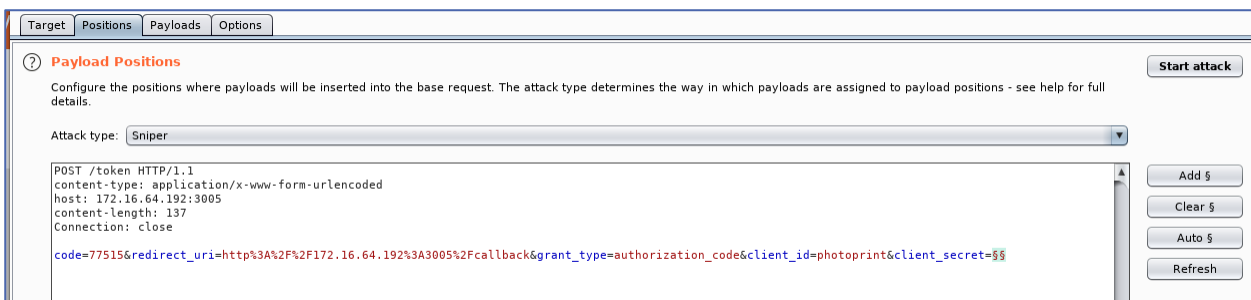 Target Positions Payloads Options
? Payload Positions
Start attack
Configure the positions where payloads will be inserted into the base request. The attack type determines the way in which payloads are assigned to payload positions - see help for full
details.
Attack type: Sniper
POST /token HTTP/1.1
content-type: application/x-www-form-urlencoded
host: 172.16.64.192:3005
content-length: 137
Connection: close
code=77515&redirect_uri=http%3A%2F%2F172.16.64.192%3A3005%2Fcallback&grant_type=authorization_code&client_id=photoprint&client_secret=§§
Add §
Clear §
Auto §
Refresh